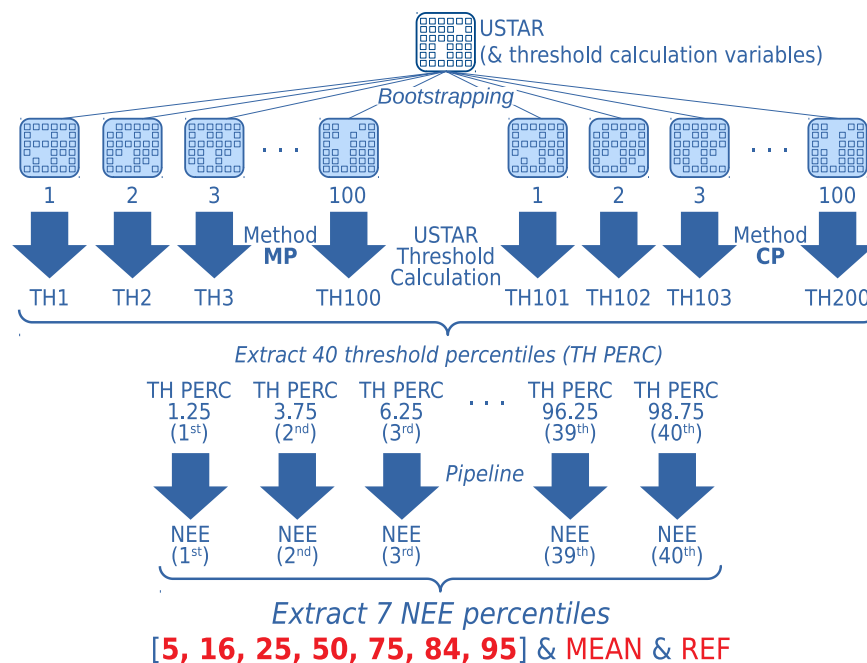 USTAR
(& threshold calculation variables)
Bootstrapping
. . .
. . .
1 2 3 100 1 2 3 100
Method
MP
USTAR
Threshold
Calculation
Method
CP
TH1 TH2 TH3 TH100 TH101 TH102 TH103 TH200
Extract 40 threshold percentiles (TH PERC)
TH PERC
1.25
(1st)
TH PERC
3.75
(2nd)
TH PERC
6.25
(3rd)
. . .
TH PERC
96.25
(39th)
TH PERC
98.75
(40th)
Pipeline
NEE
(1st)
NEE
(2nd)
NEE
(3rd)
NEE
(39th)
NEE
(40th)
Extract 7 NEE percentiles
[5, 16, 25, 50, 75, 84, 95] & MEAN & REF